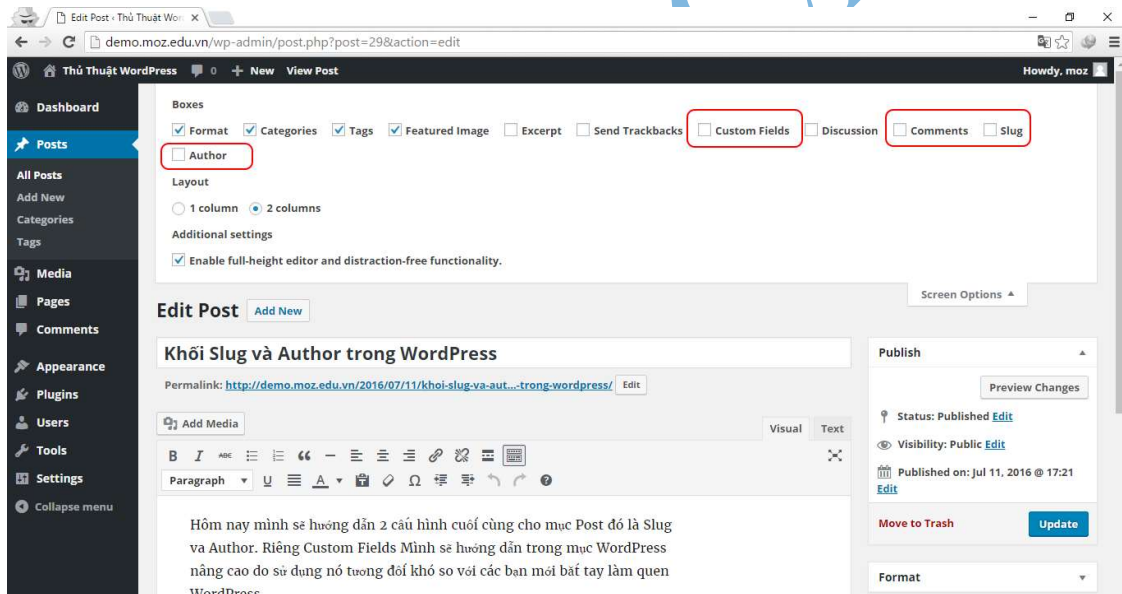 Edit Post ‹ Thủ Thuật Wor
demo.moz.edu.vn/wp-admin/post.php?post=29&action=edit
Thủ Thuật WordPress 0 + New View Post Howdy, moz
Dashboard
Posts
All Posts
Add New
Categories
Tags
Media
Pages
Comments
Appearance
Plugins
Users
Tools
Settings
Collapse menu
Boxes
Format Categories Tags Featured Image Excerpt Send Trackbacks Custom Fields Discussion Comments Slug
Author
Layout
1 column 2 columns
Additional settings
Enable full-height editor and distraction-free functionality.
Screen Options
Edit Post Add New
Khối Slug và Author trong WordPress
Permalink: http://demo.moz.edu.vn/2016/07/11/khoi-slug-va-aut...-trong-wordpress/ Edit
Add Media
Visual Text
B I ABC
Paragraph U A Ω
Hôm nay mình sẽ hướng dẫn 2 cấu hình cuối cùng cho mục Post đó là Slug
va Author. Riêng Custom Fields Mình sẽ hướng dẫn trong mục WordPress
nâng cao do sử dụng nó tương đối khó so với các bạn mới bắt tay làm quen
WordPress
Publish
Preview Changes
Status: Published Edit
Visibility: Public Edit
Published on: Jul 11, 2016 @ 17:21
Edit
Move to Trash Update
Format